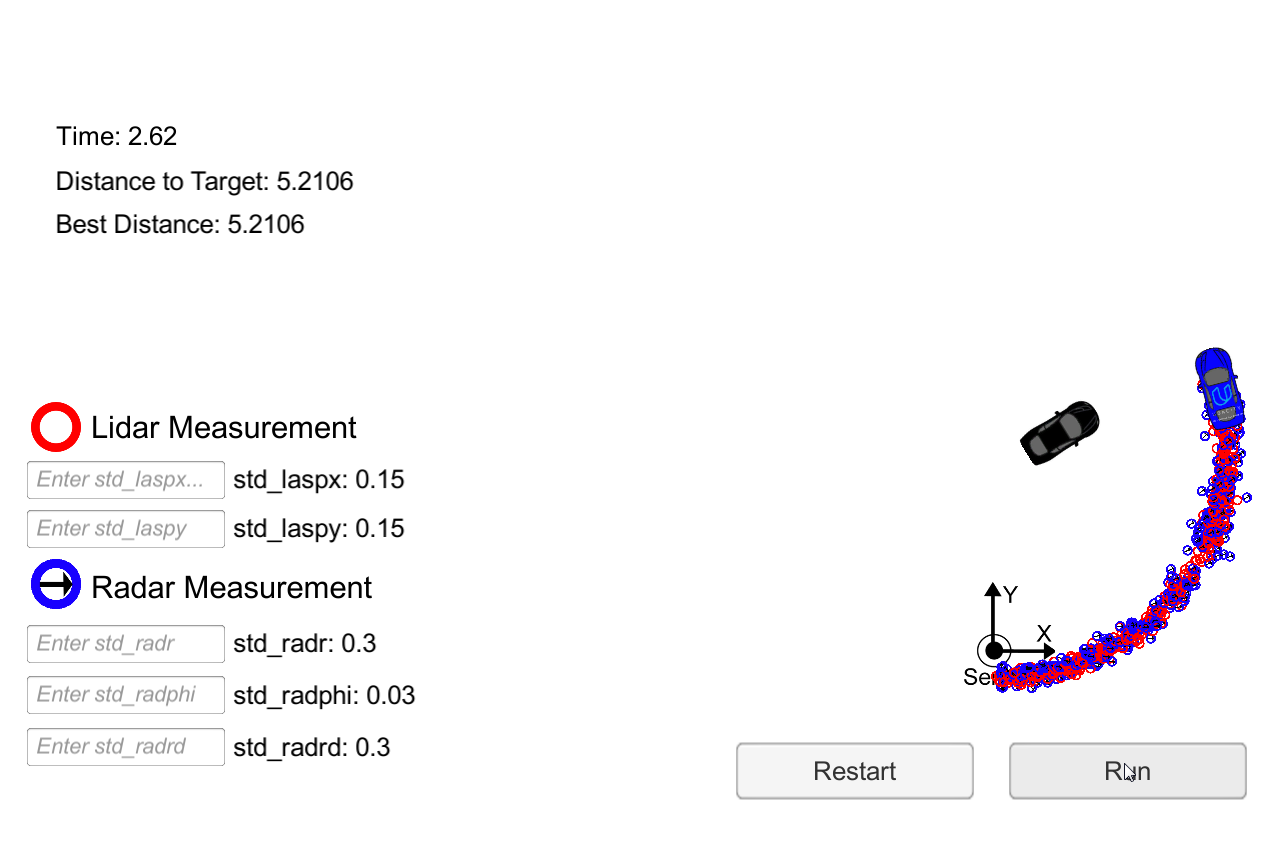 Time: 2.62
Distance to Target: 5.2106
Best Distance: 5.2106
Lidar Measurement
Enter std_laspx... std_laspx: 0.15
Enter std_laspy std_laspy: 0.15
Radar Measurement
Enter std_radr std_radr: 0.3
Enter std_radphi std_radphi: 0.03
Enter std_radrd std_radrd: 0.3
Y
X
Se
Restart
Run